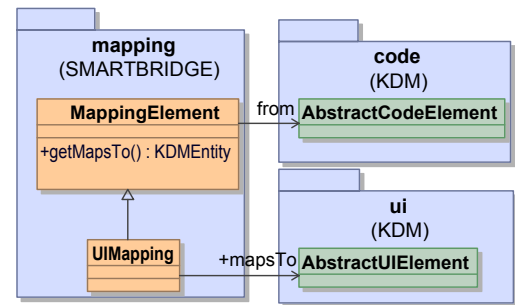 mapping
(SMARTBRIDGE)
MappingElement
+getMapsTo() : KDMEntity
UIMapping
from
+mapsTo
code
(KDM)
AbstractCodeElement
ui
(KDM)
AbstractUIElement